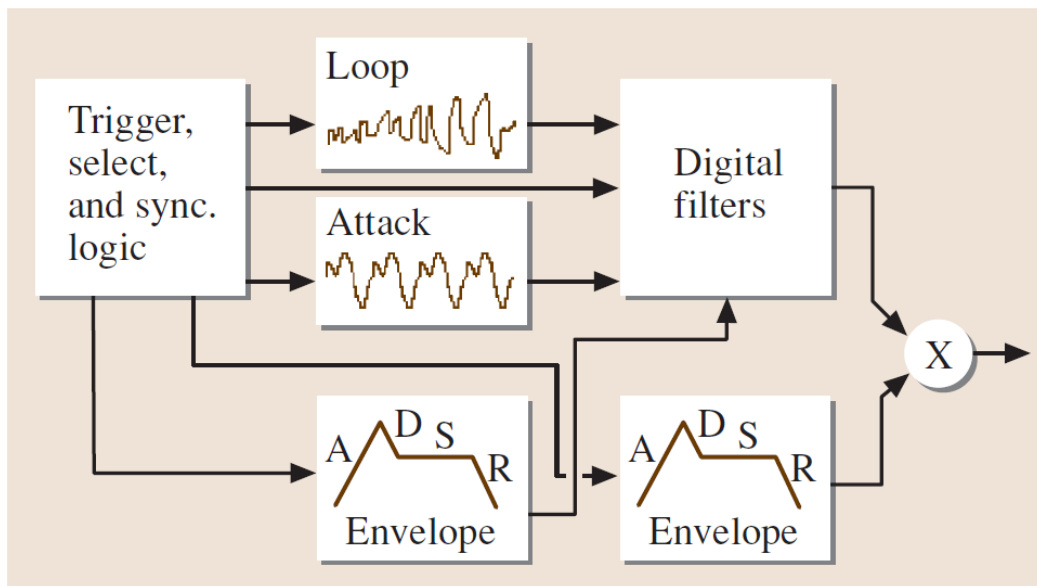 Trigger,
select,
and sync.
logic
Loop
Attack
Digital
filters
X
A
D
S
R
Envelope
A
D
S
R
Envelope